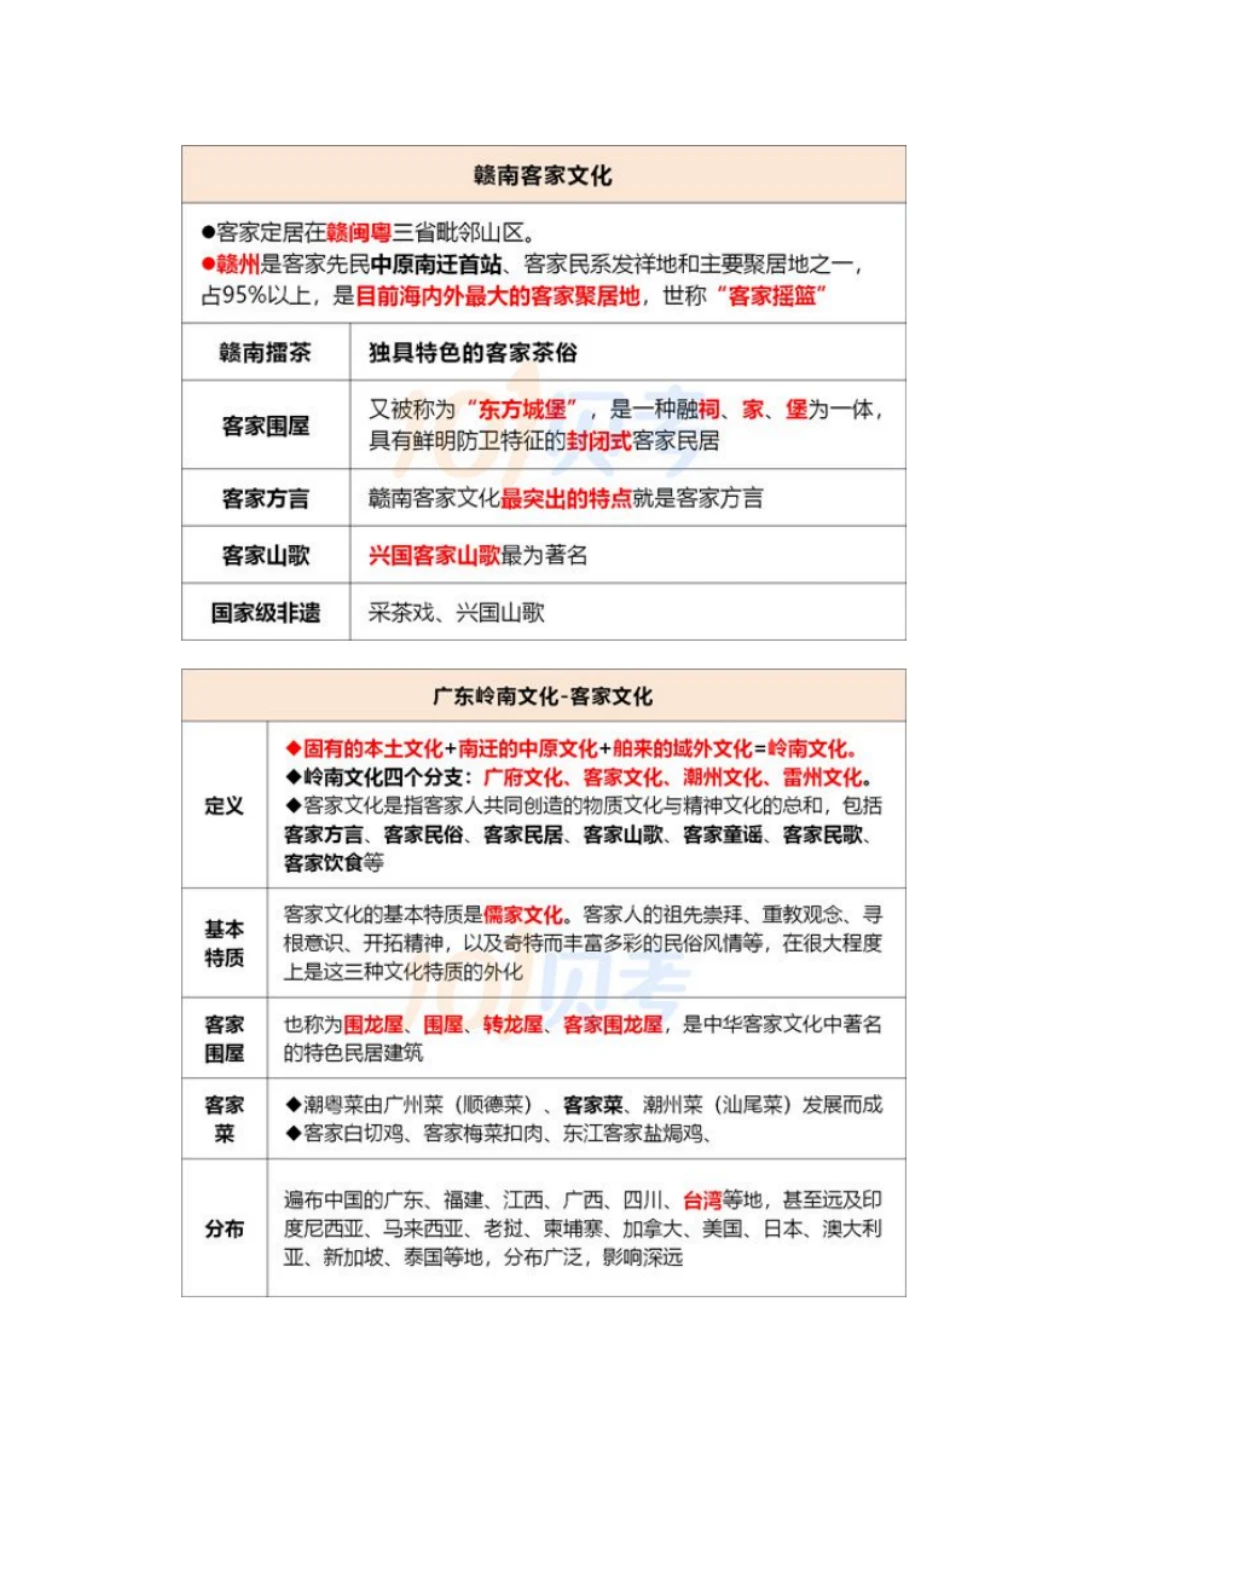 赣南客家文化
●客家定居在赣闽粤三省毗邻山区。
●赣州是客家先民中原南迁首站、客家民系发祥地和主要聚居地之一，
占95%以上，是目前海内外最大的客家聚居地，世称“客家摇篮”
赣南擂茶 独具特色的客家茶俗
客家围屋
又被称为“东方城堡”，是一种融祠、家、堡为一体，
具有鲜明防卫特征的封闭式客家民居
客家方言 赣南客家文化最突出的特点就是客家方言
客家山歌 兴国客家山歌最为著名
国家级非遗 采茶戏、兴国山歌
广东岭南文化-客家文化
定义
◆固有的本土文化+南迁的中原文化+舶来的域外文化=岭南文化。
◆岭南文化四个分支：广府文化、客家文化、潮州文化、雷州文化。
◆客家文化是指客家人共同创造的物质文化与精神文化的总和，包括
客家方言、客家民俗、客家民居、客家山歌、客家童谣、客家民歌、
客家饮食等
基本
特质
客家文化的基本特质是儒家文化。客家人的祖先崇拜、重教观念、寻
根意识、开拓精神，以及奇特而丰富多彩的民俗风情等，在很大程度
上是这三种文化特质的外化
客家
围屋
也称为围龙屋、围屋、转龙屋、客家围龙屋，是中华客家文化中著名
的特色民居建筑
客家
菜
◆潮粤菜由广州菜（顺德菜）、客家菜、潮州菜（汕尾菜）发展而成
◆客家白切鸡、客家梅菜扣肉、东江客家盐焗鸡、
分布
遍布中国的广东、福建、江西、广西、四川、台湾等地，甚至远及印
度尼西亚、马来西亚、老挝、柬埔寨、加拿大、美国、日本、澳大利
亚、新加坡、泰国等地，分布广泛，影响深远
101贝考
101贝考